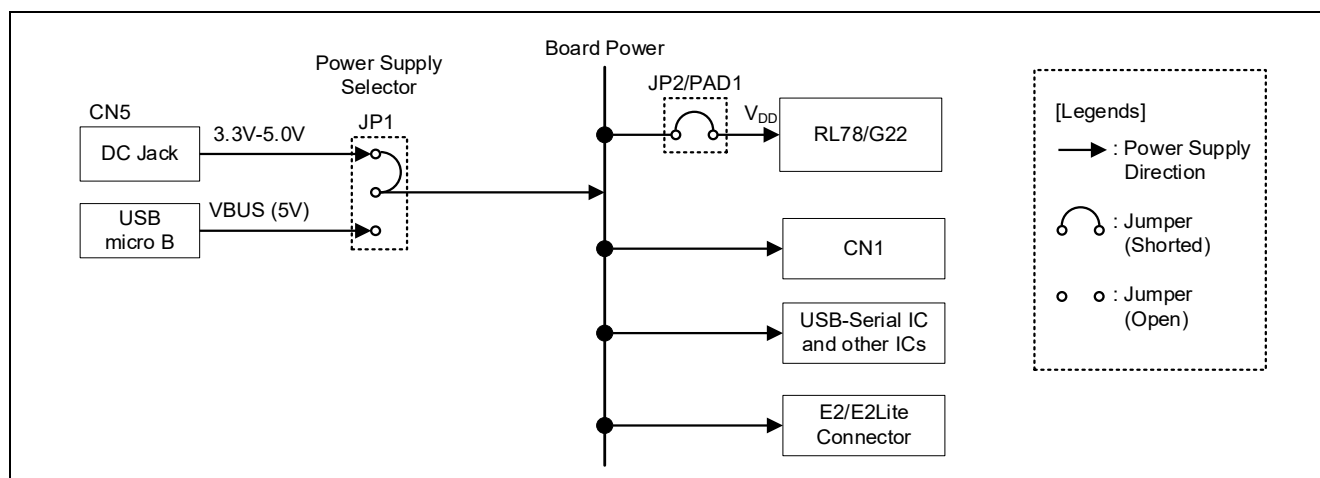 Board Power
Power Supply
Selector
JP1
CN5
DC Jack
3.3V-5.0V
USB
micro B
VBUS (5V)
JP2/PAD1
VDD
RL78/G22
CN1
USB-Serial IC
and other ICs
E2/E2Lite
Connector
[Legends]
: Power Supply
Direction
: Jumper
(Shorted)
: Jumper
(Open)